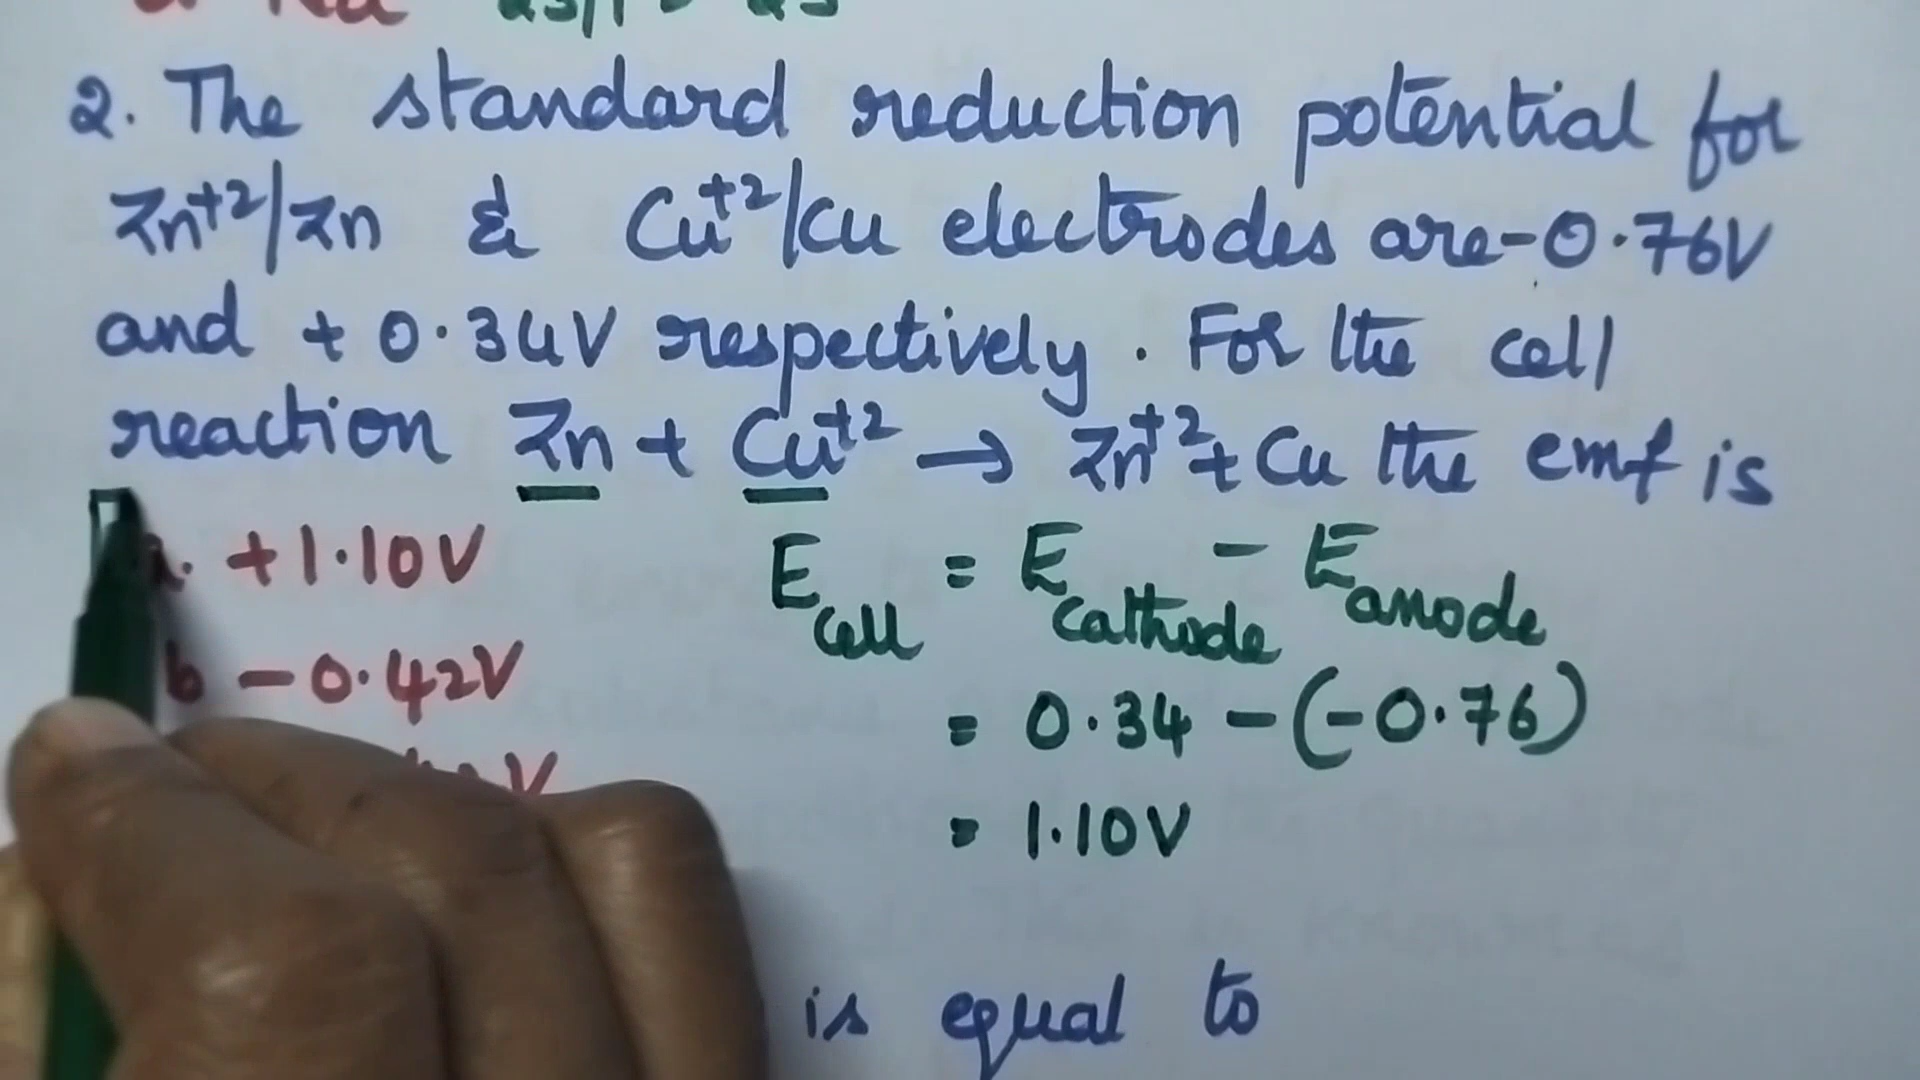 2. The standard reduction potential for
Zn+2/Zn & Cu+2/Cu electrodes are -0.76V
and + 0.34V respectively. For the cell
reaction Zn + Cu+2 → Zn+2 + Cu the emf is
a. +1.10V
b -0.42V
V
E cell = E cathode - E anode
= 0.34 - (-0.76)
= 1.10V
is equal to